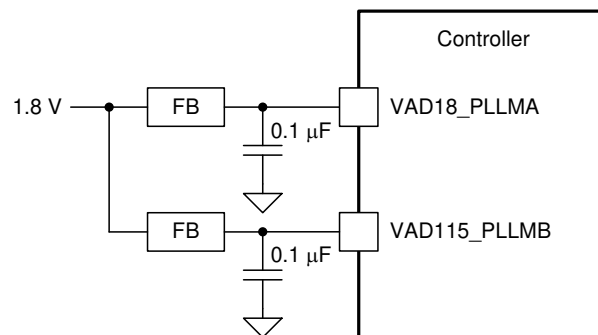 Controller
1.8 V
FB
VAD18_PLLMA
0.1 μF
FB
VAD115_PLLMB
0.1 μF